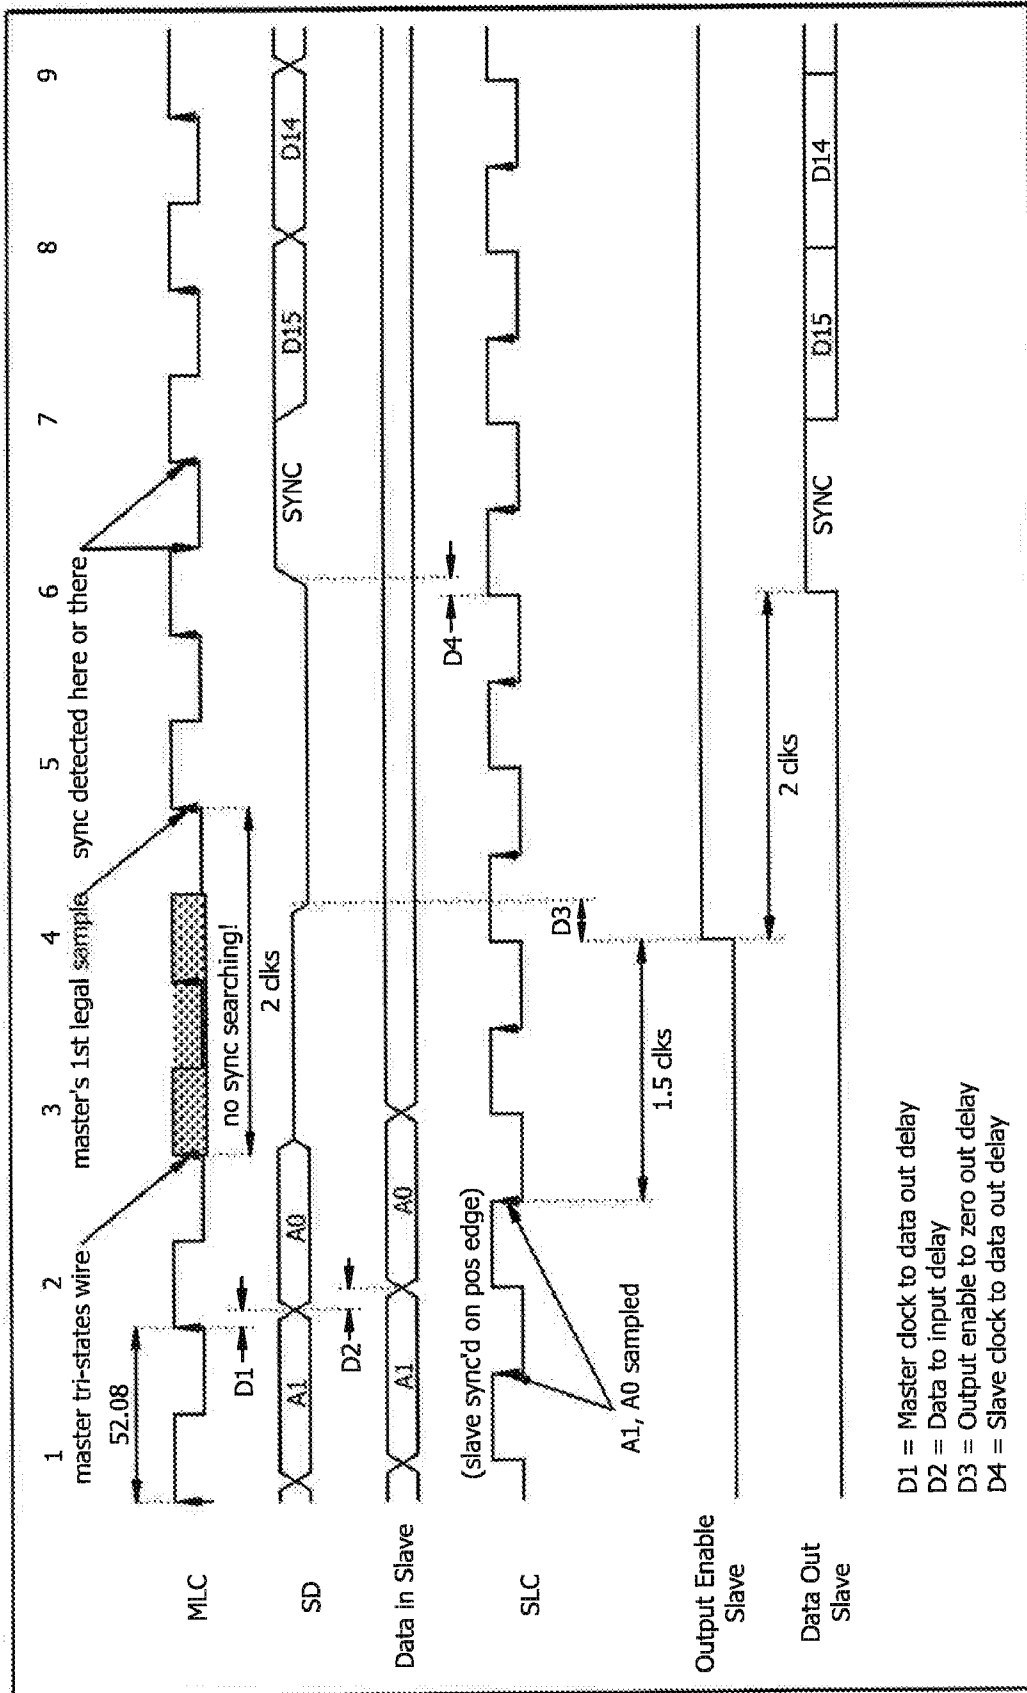 1 2 3 4 5 6 7 8 9
master tri-states wire
master's 1st legal sample
sync detected here or there
52.08
MLC
no sync searching!
2 clks
D1
SD
A1
A0
SYNC
D15
D14
D2
Data in Slave
A1
A0
D4
(slave sync'd on pos edge)
SLC
D3
A1, A0 sampled
1.5 clks
Output Enable
Slave
2 clks
Data Out
Slave
SYNC
D15
D14
D1 = Master clock to data out delay
D2 = Data to input delay
D3 = Output enable to zero out delay
D4 = Slave clock to data out delay